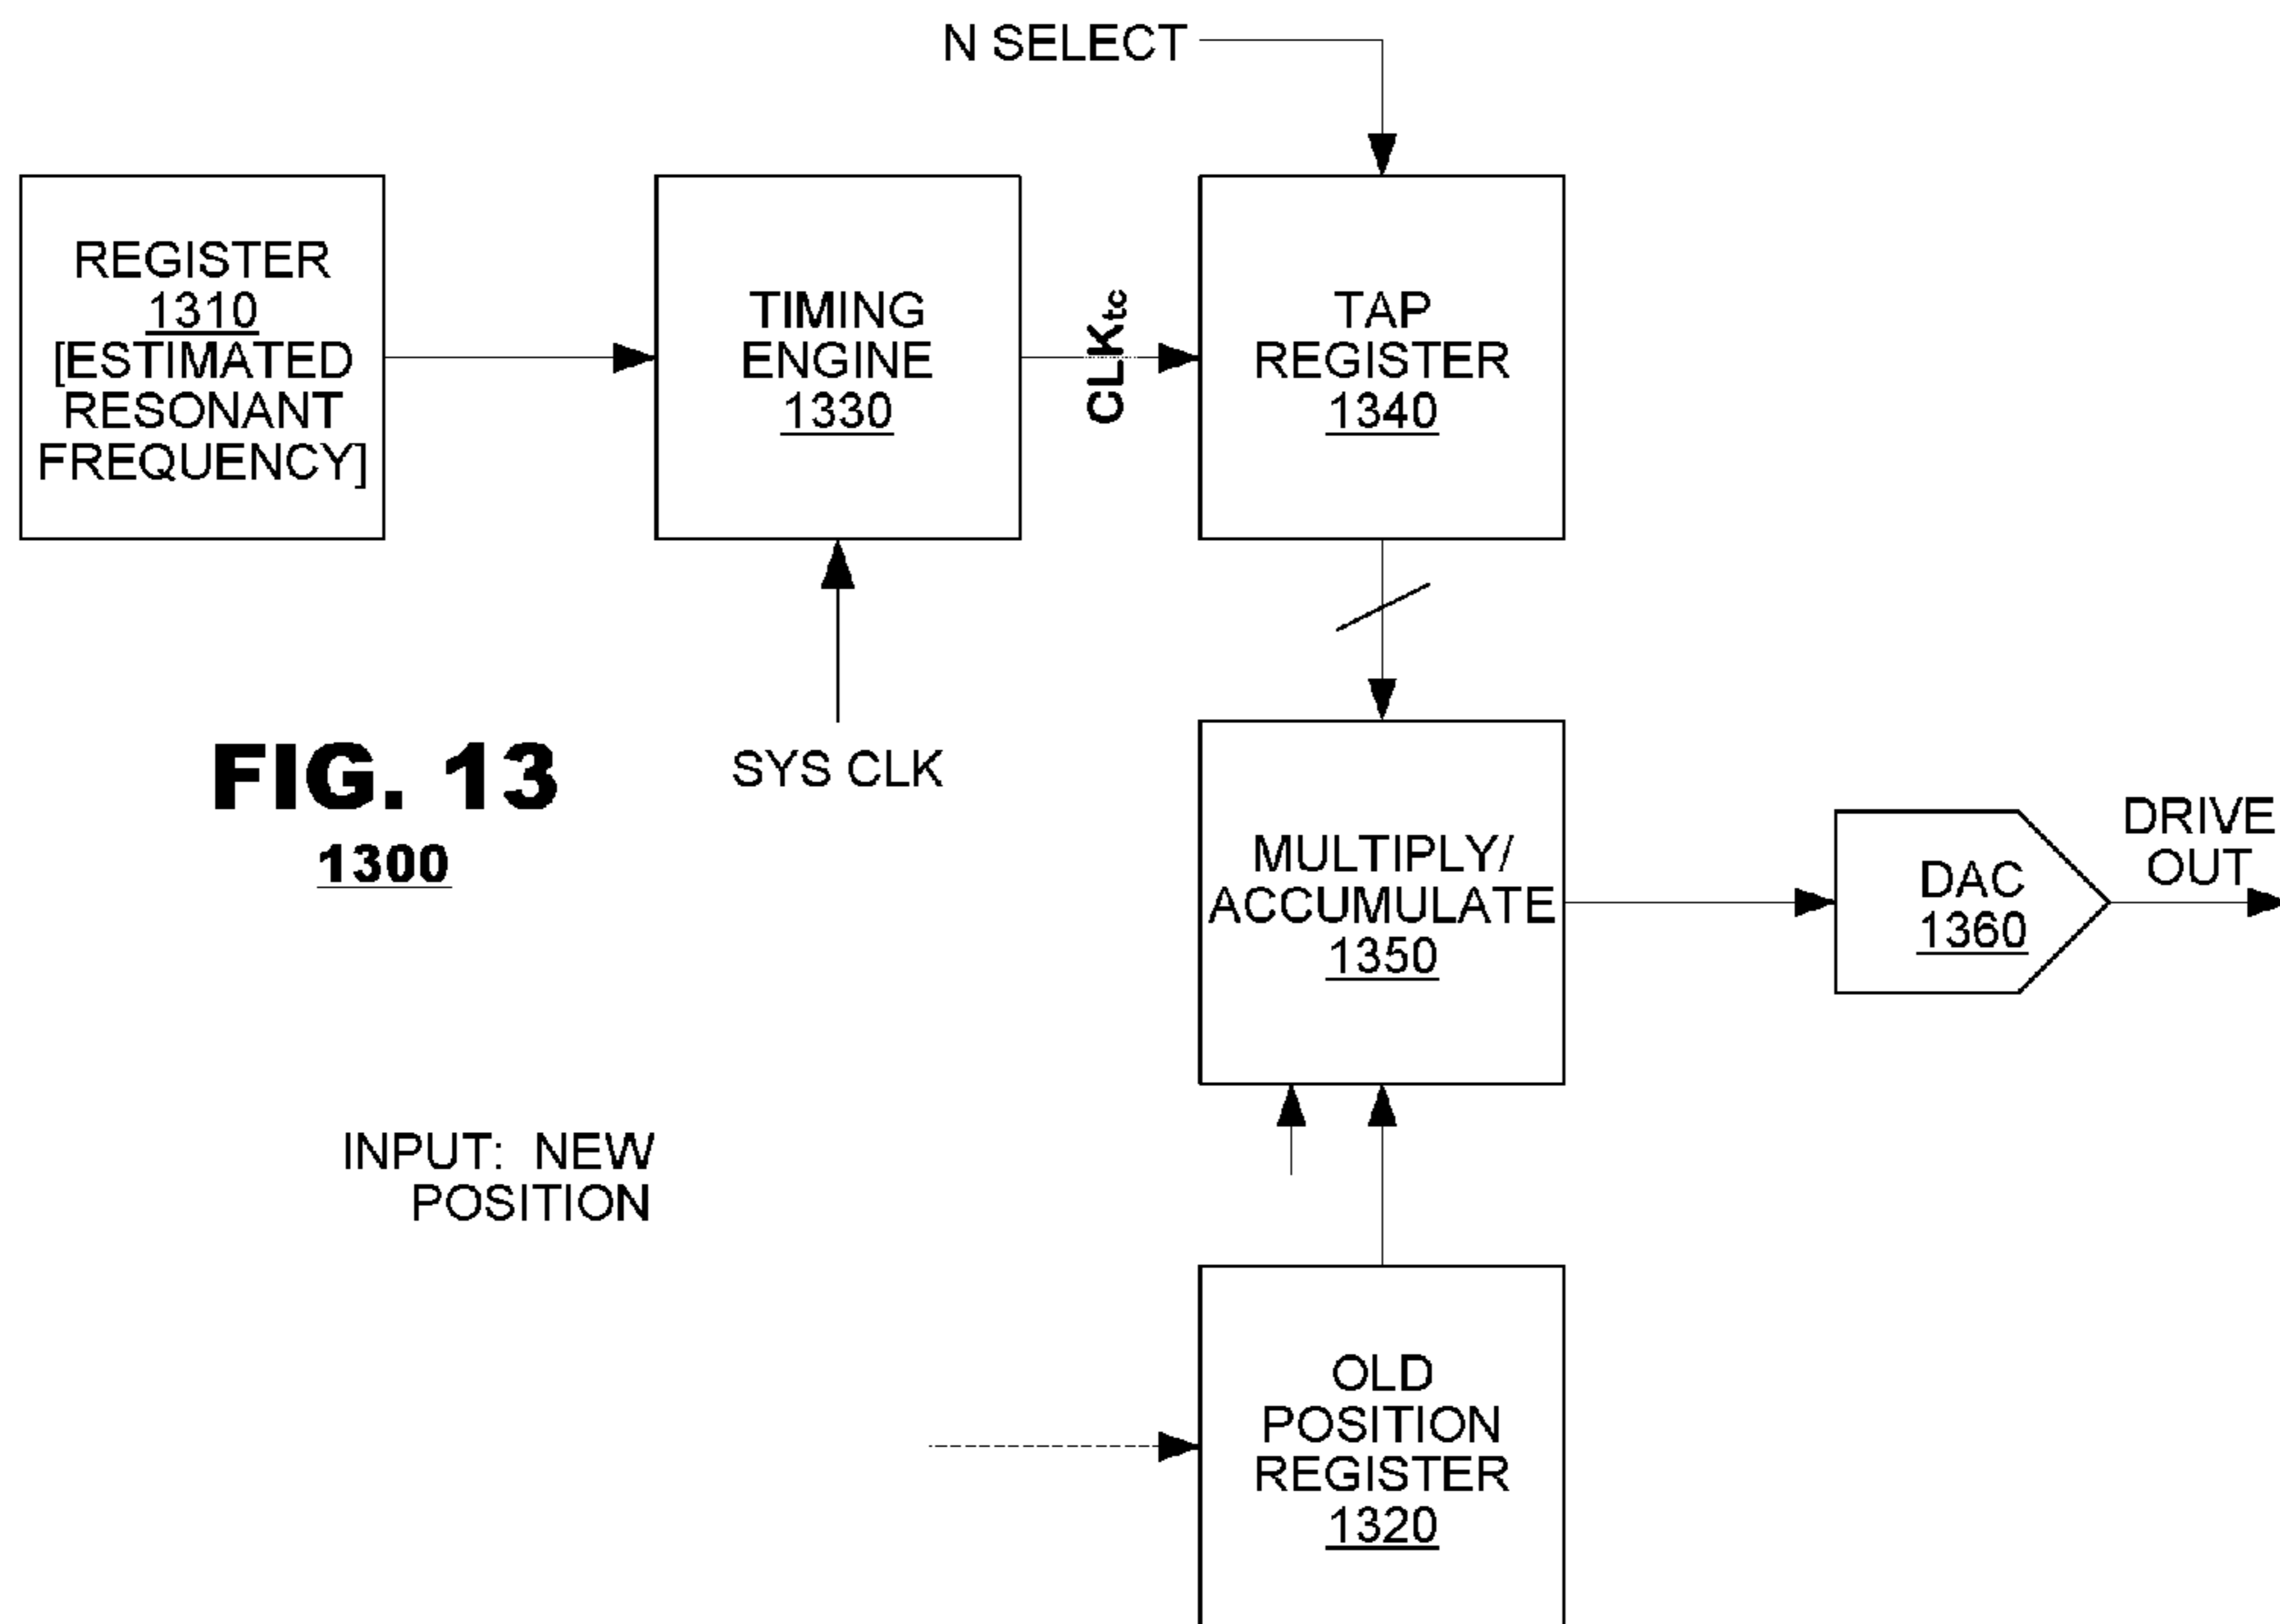 N SELECT
REGISTER
1310
[ESTIMATED
RESONANT
FREQUENCY]
TIMING
ENGINE
1330
CLKtc
TAP
REGISTER
1340
SYS CLK
FIG. 13
1300
MULTIPLY/
ACCUMULATE
1350
DAC
1360
DRIVE
OUT
INPUT: NEW
POSITION
OLD
POSITION
REGISTER
1320